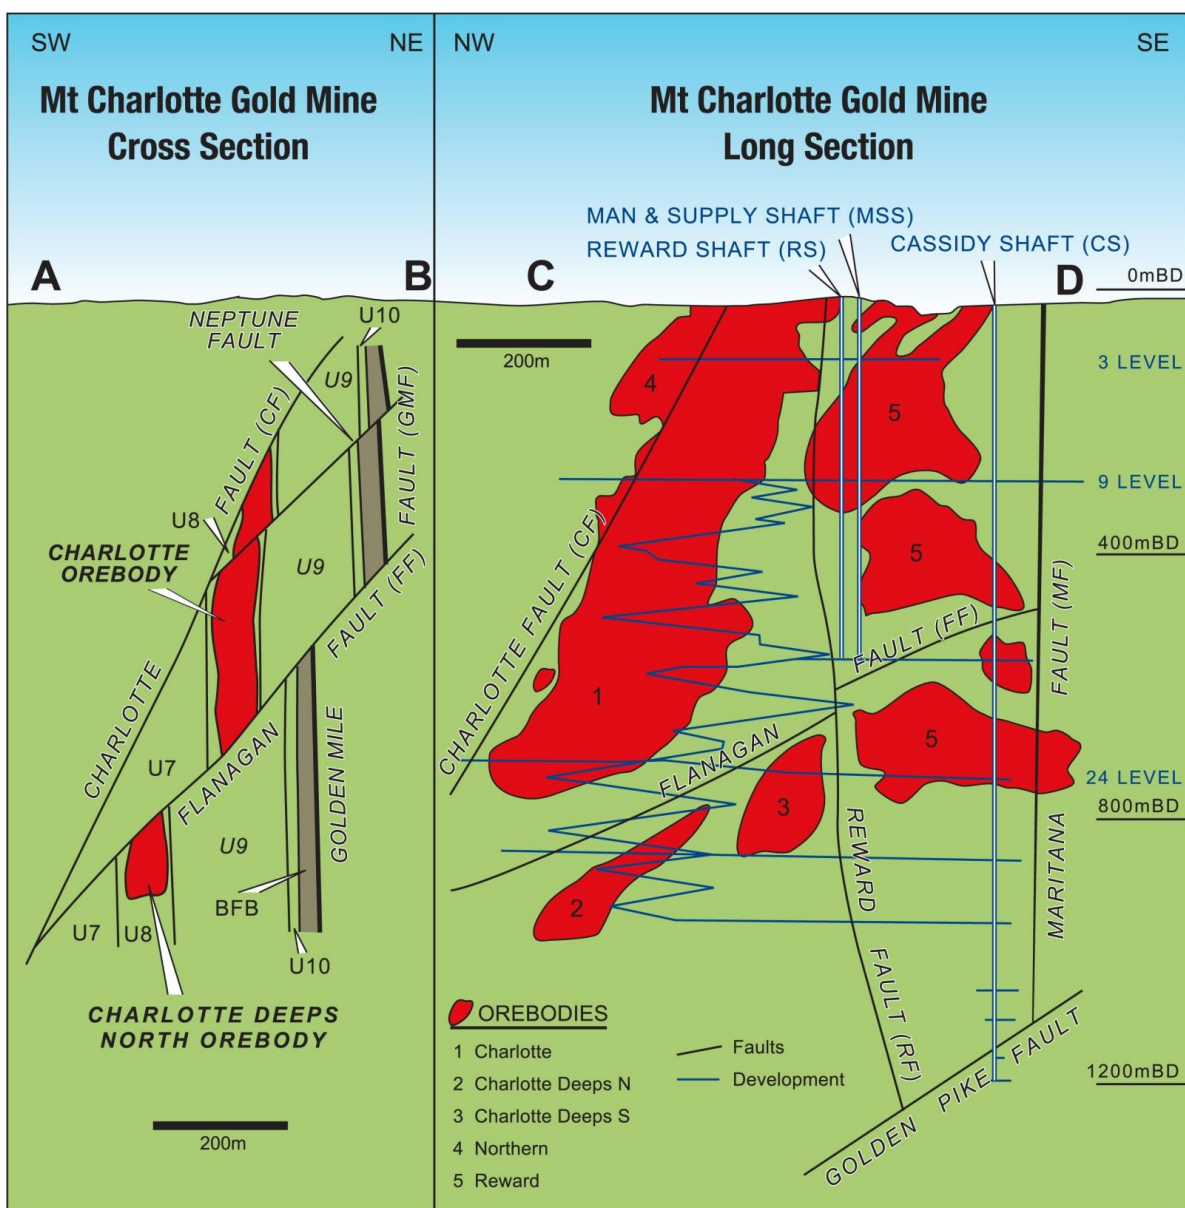 SW
NE
Mt Charlotte Gold Mine
Cross Section
A
B
NEPTUNE
FAULT
U10
U9
FAULT (CF)
FAULT (GMF)
U8
CHARLOTTE
OREBODY
U9
FAULT (FF)
CHARLOTTE
U7
FLANAGAN
GOLDEN MILE
U9
BFB
U7
U8
U10
CHARLOTTE DEEPS
NORTH OREBODY
200m
NW
SE
Mt Charlotte Gold Mine
Long Section
MAN & SUPPLY SHAFT (MSS)
REWARD SHAFT (RS)
CASSIDY SHAFT (CS)
C
D
0mBD
200m
3 LEVEL
4
5
9 LEVEL
CHARLOTTE FAULT (CF)
400mBD
5
FAULT (MF)
FAULT (FF)
1
5
FLANAGAN
24 LEVEL
800mBD
3
REWARD
MARITANA
2
FAULT (RF)
GOLDEN PIKE FAULT
1200mBD
OREBODIES
1 Charlotte
2 Charlotte Deeps N
3 Charlotte Deeps S
4 Northern
5 Reward
Faults
Development